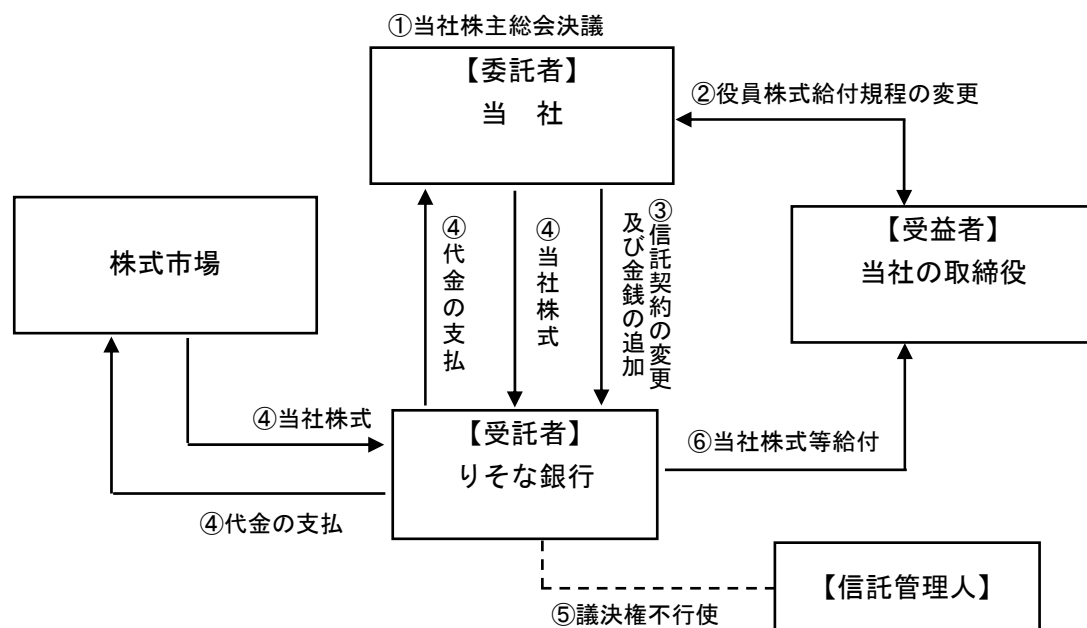 ①当社株主総会決議
【委託者】
当　社
②役員株式給付規程の変更
【受益者】
当社の取締役
株式市場
④代金の支払
④当社株式
③信託契約の変更
及び金銭の追加
④当社株式
【受託者】
りそな銀行
⑥当社株式等給付
④代金の支払
⑤議決権不行使
【信託管理人】